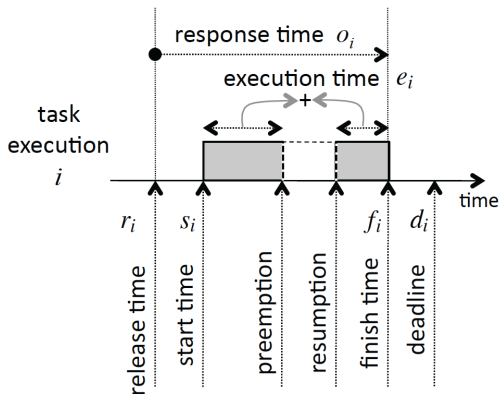 response time oᵢ
execution time eᵢ
+
task
execution
i
time
rᵢ
sᵢ
fᵢ
dᵢ
release time
start time
preemption
resumption
finish time
deadline